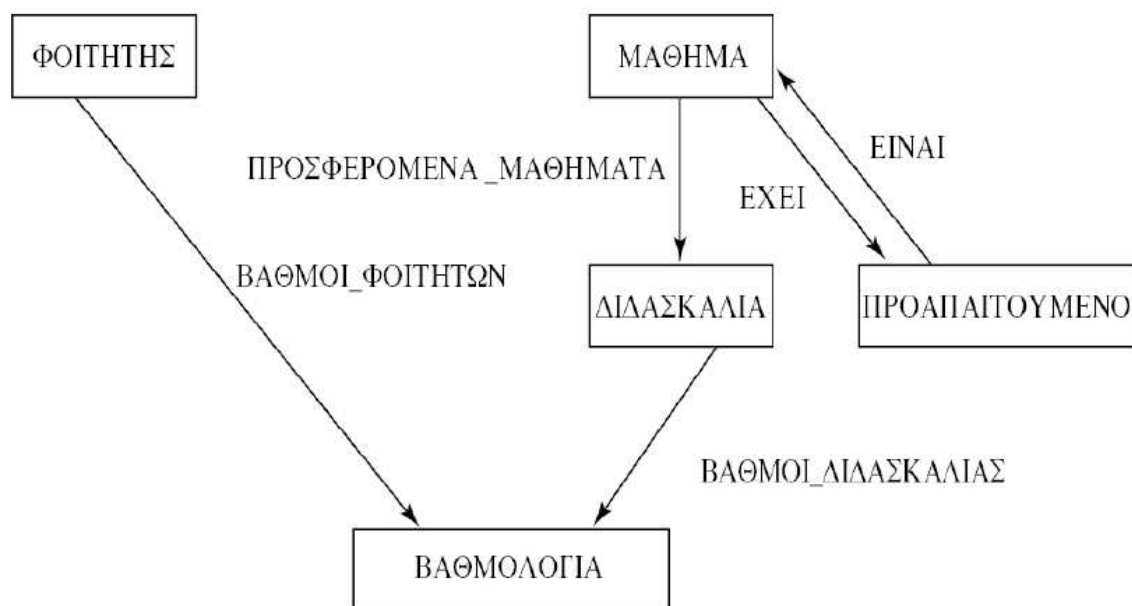 ΦΟΙΤΗΤΗΣ
ΜΑΘΗΜΑ
ΕΙΝΑΙ
ΠΡΟΣΦΕΡΟΜΕΝΑ_ΜΑΘΗΜΑΤΑ
ΕΧΕΙ
ΒΑΘΜΟΙ_ΦΟΙΤΗΤΩΝ
ΔΙΔΑΣΚΑΛΙΑ
ΠΡΟΑΠΑΙΤΟΥΜΕΝΟ
ΒΑΘΜΟΙ_ΔΙΔΑΣΚΑΛΙΑΣ
ΒΑΘΜΟΛΟΓΙΑ